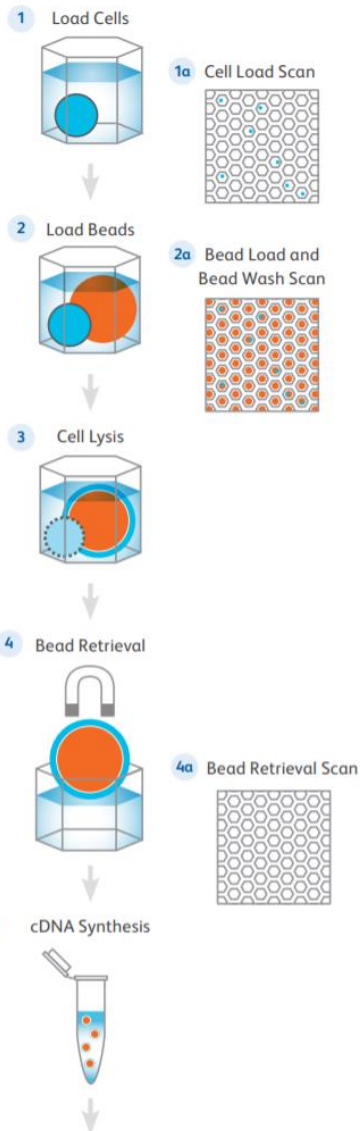 1 Load Cells
1a Cell Load Scan
2 Load Beads
2a Bead Load and
Bead Wash Scan
3 Cell Lysis
4 Bead Retrieval
4a Bead Retrieval Scan
cDNA Synthesis